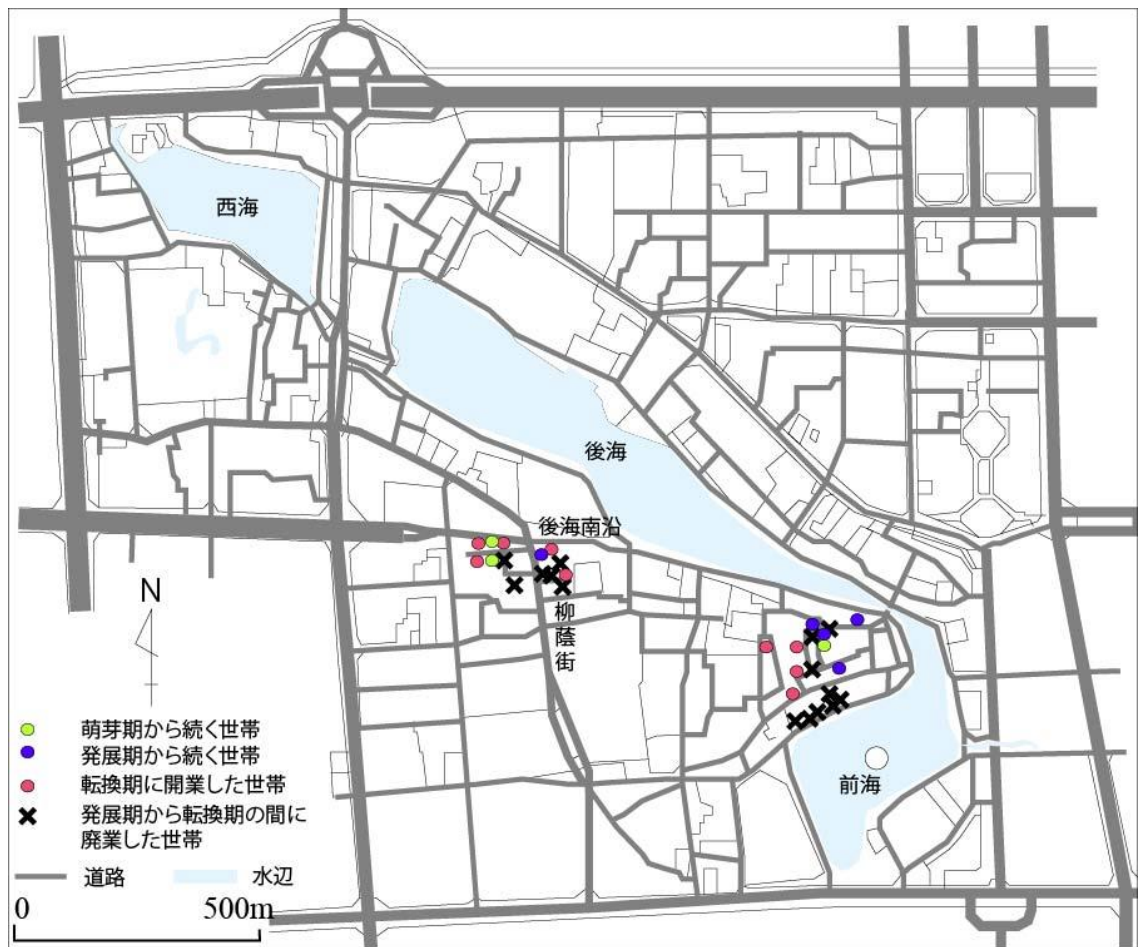 西海
後海
後海南沿
柳蔭街
前海
N
萌芽期から続く世帯
発展期から続く世帯
転換期に開業した世帯
発展期から転換期の間に
廃業した世帯
道路
水辺
0
500m